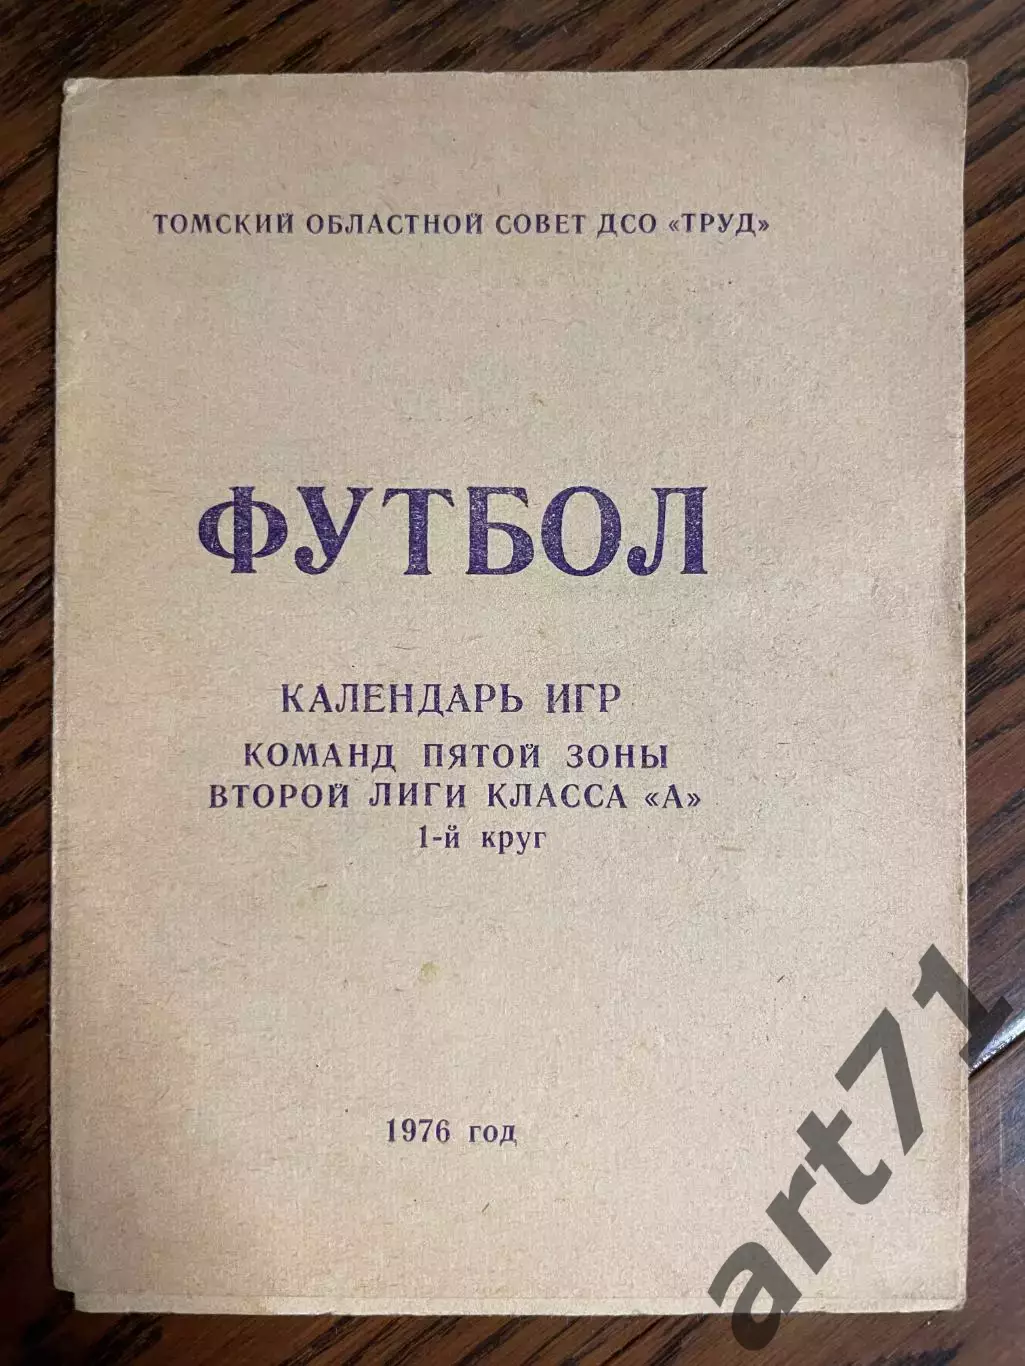 ТОМСКИЙ ОБЛАСТНОЙ СОВЕТ ДСО «ТРУД»
ФУТБОЛ
КАЛЕНДАРЬ ИГР
КОМАНД ПЯТОЙ ЗОНЫ
ВТОРОЙ ЛИГИ КЛАССА «А»
1-й круг
1976 год
art71